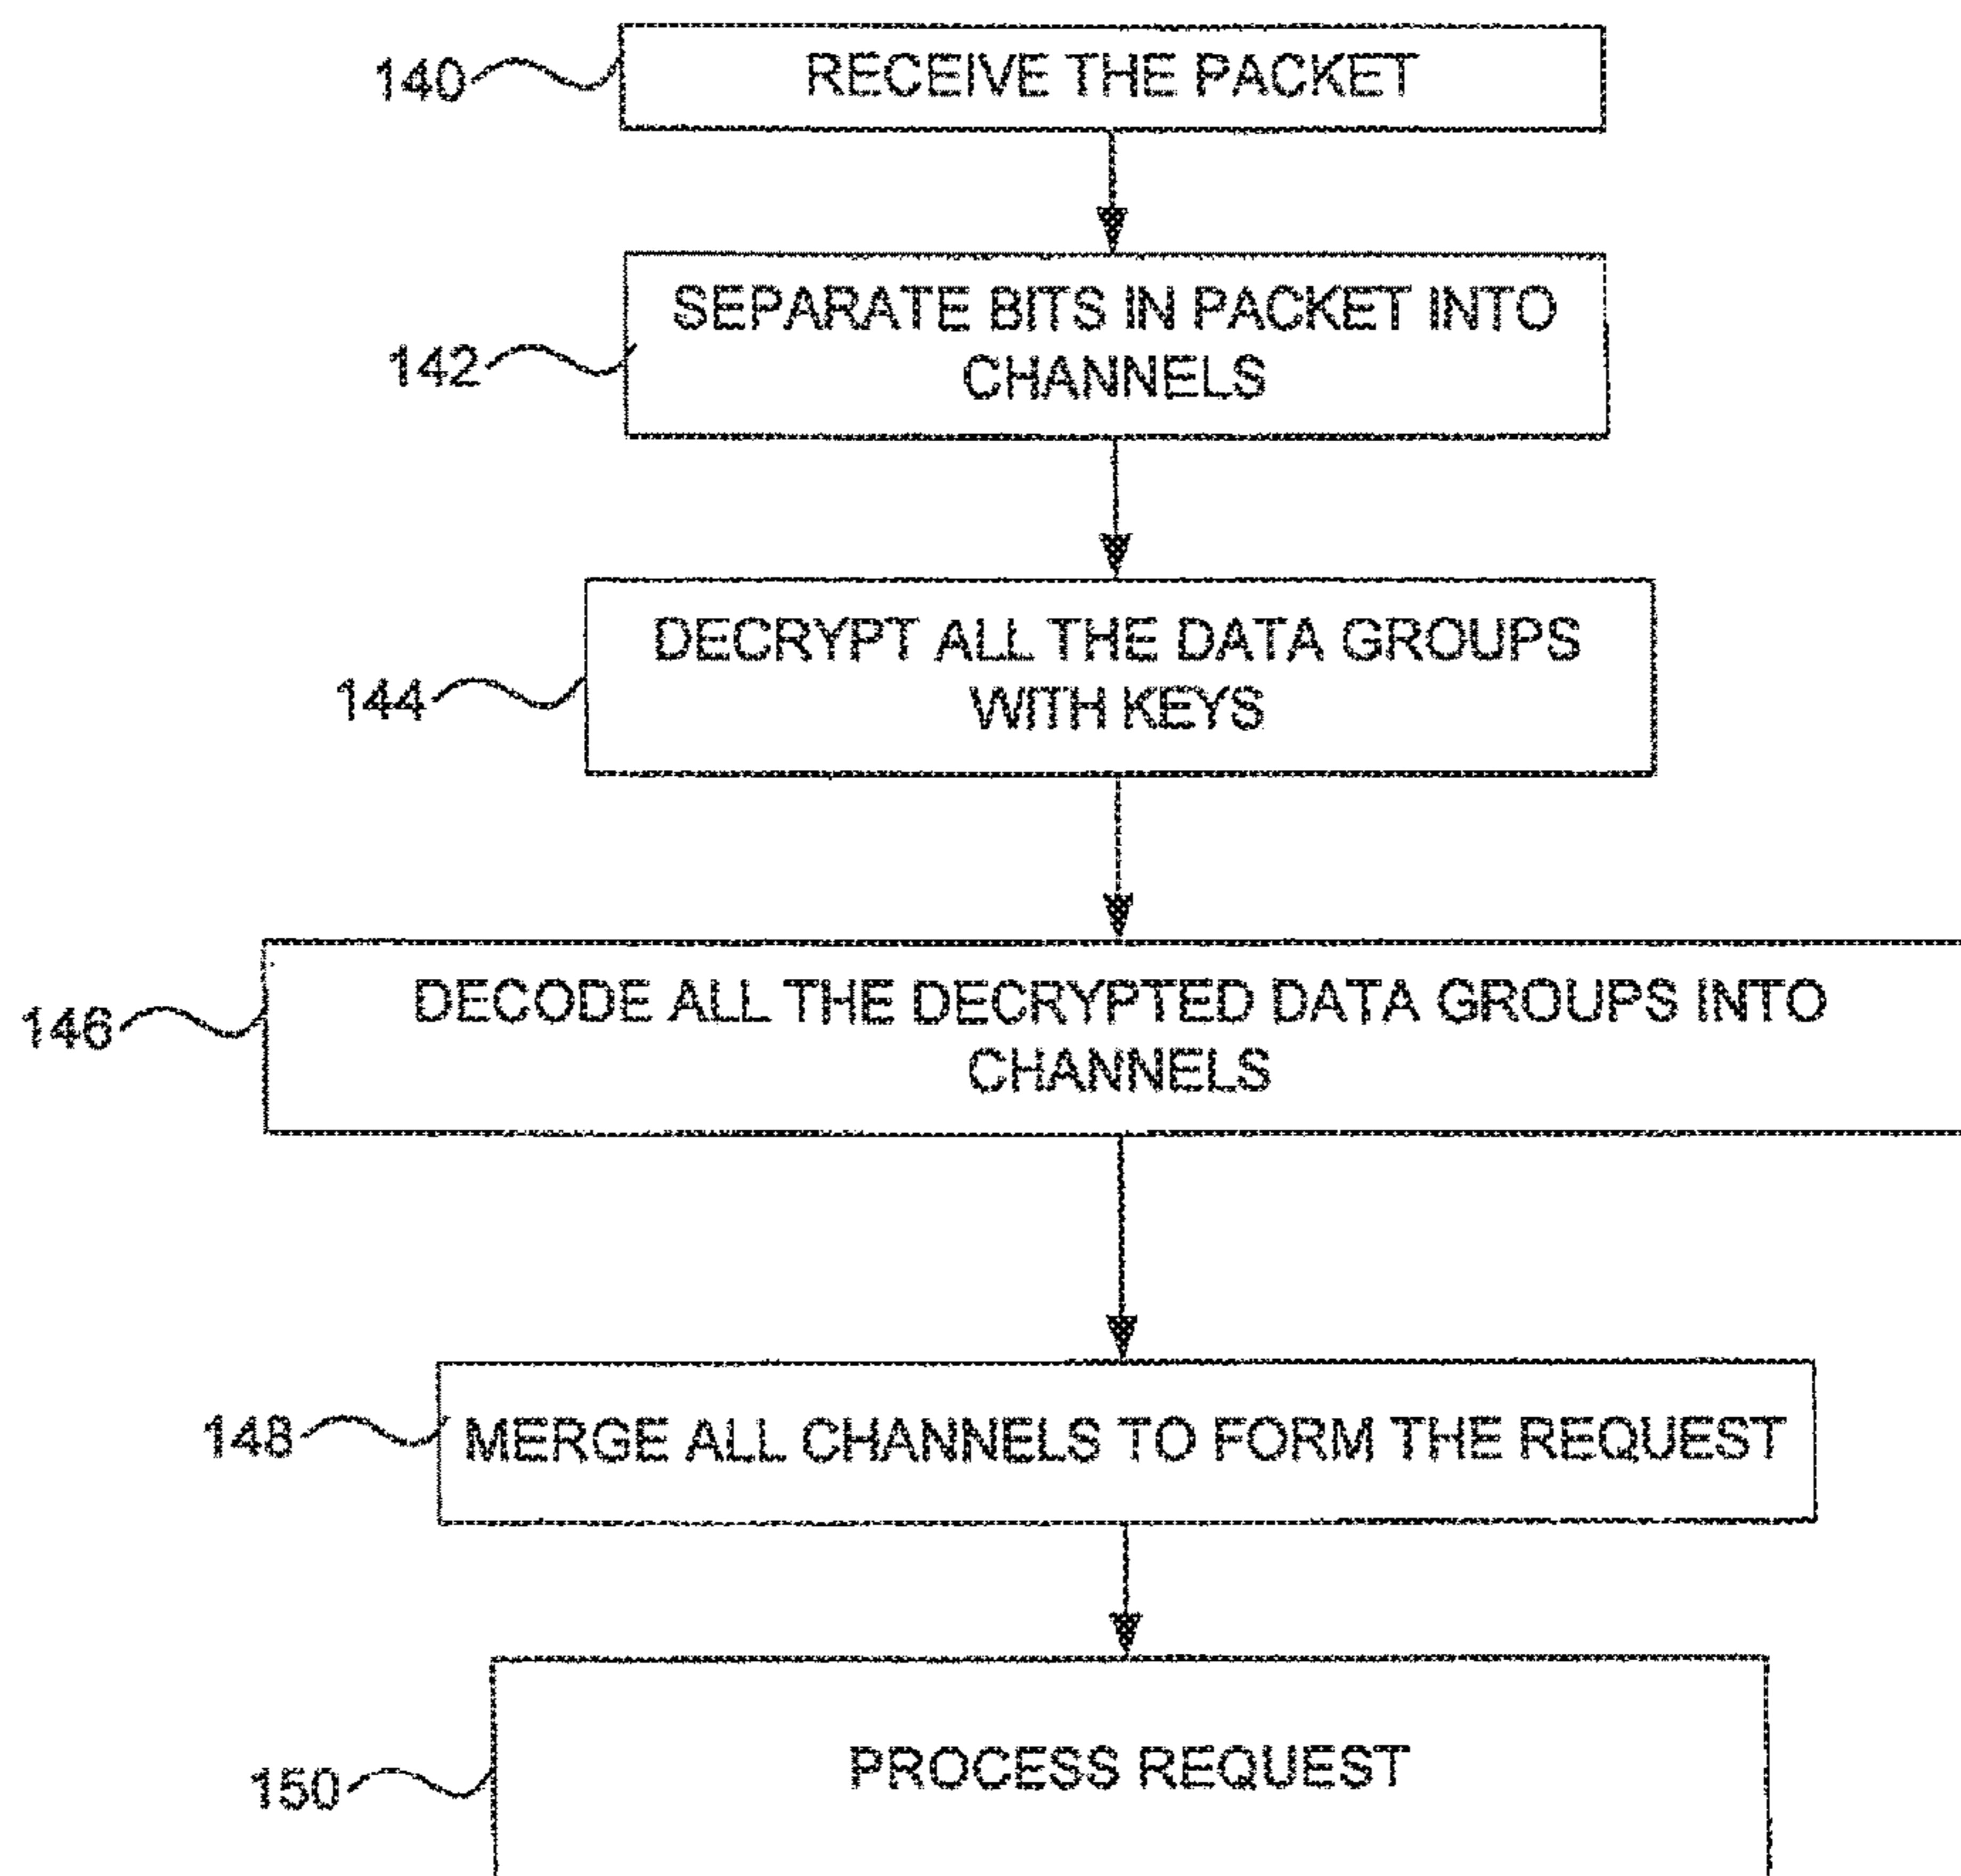 140 RECEIVE THE PACKET
SEPARATE BITS IN PACKET INTO
142 CHANNELS
DECRYPT ALL THE DATA GROUPS
144 WITH KEYS
DECODE ALL THE DECRYPTED DATA GROUPS INTO
146 CHANNELS
148 MERGE ALL CHANNELS TO FORM THE REQUEST
150 PROCESS REQUEST